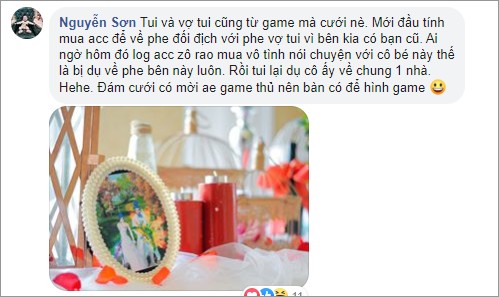 Nguyễn Sơn Tui và vợ tui cũng từ game mà cưới nè. Mới đầu tính
mua acc để về phe đối địch với phe vợ tui vì bên kia có bạn cũ. Ai
ngờ hôm đó log acc zô rao mua vô tình nói chuyện với cô bé này thế
là bị dụ về phe bên này luôn. Rồi tui lại dụ cô ấy về chung 1 nhà.
Hehe. Đám cưới có mời ae game thủ nên bàn có để hình game 😃
11